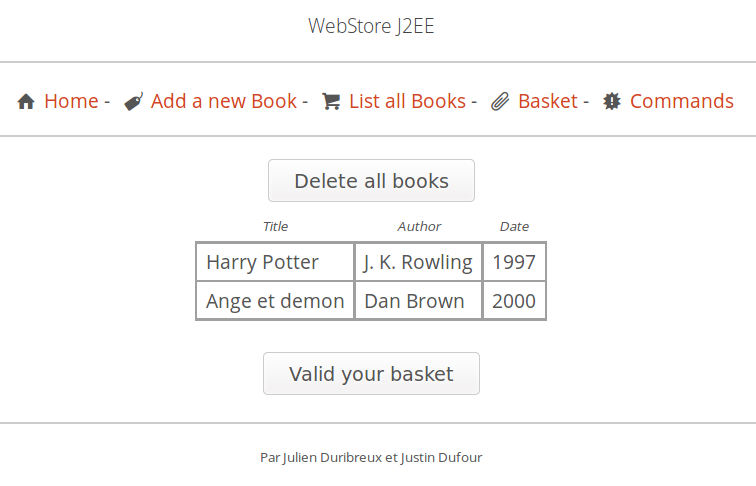 WebStore J2EE
Home - Add a new Book - List all Books - Basket - Commands
Delete all books
Title Author Date
Harry Potter J. K. Rowling 1997
Ange et demon Dan Brown 2000
Valid your basket
Par Julien Duribreux et Justin Dufour